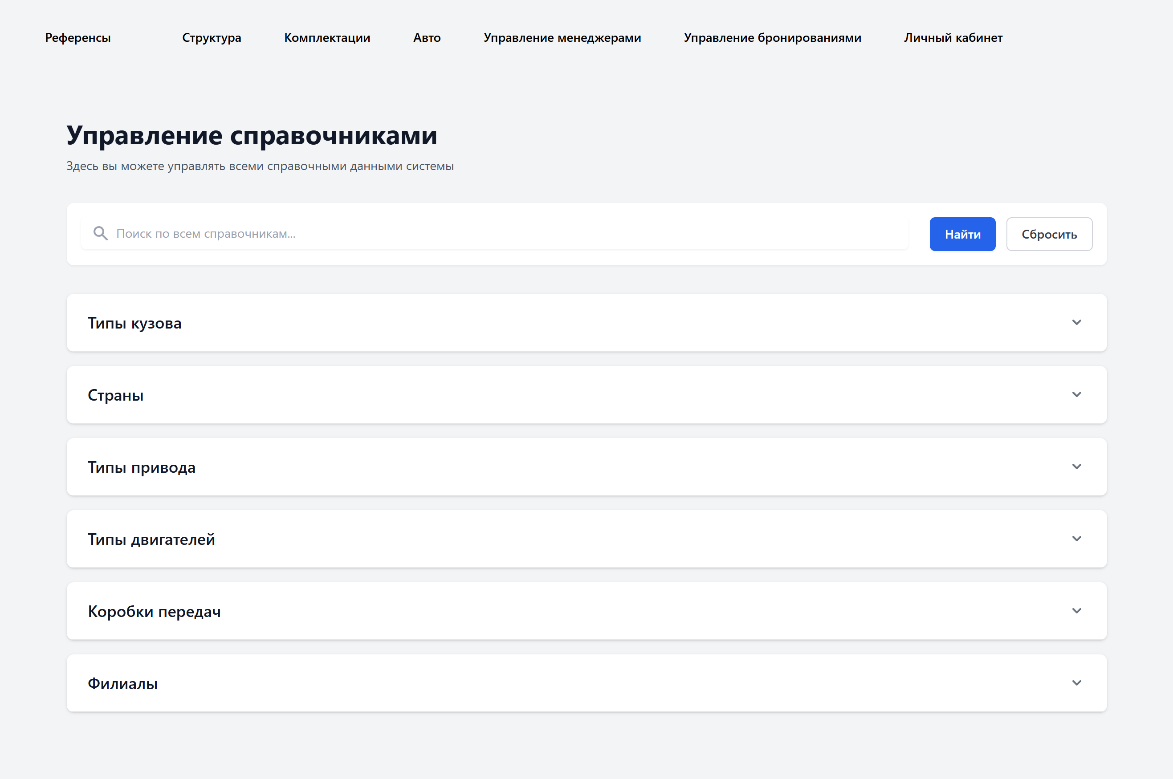 Референсы Структура Комплектации Авто Управление менеджерами Управление бронированиями Личный кабинет
Управление справочниками
Здесь вы можете управлять всеми справочными данными системы
Поиск по всем справочникам... Найти Сбросить
Типы кузова
Страны
Типы привода
Типы двигателей
Коробки передач
Филиалы